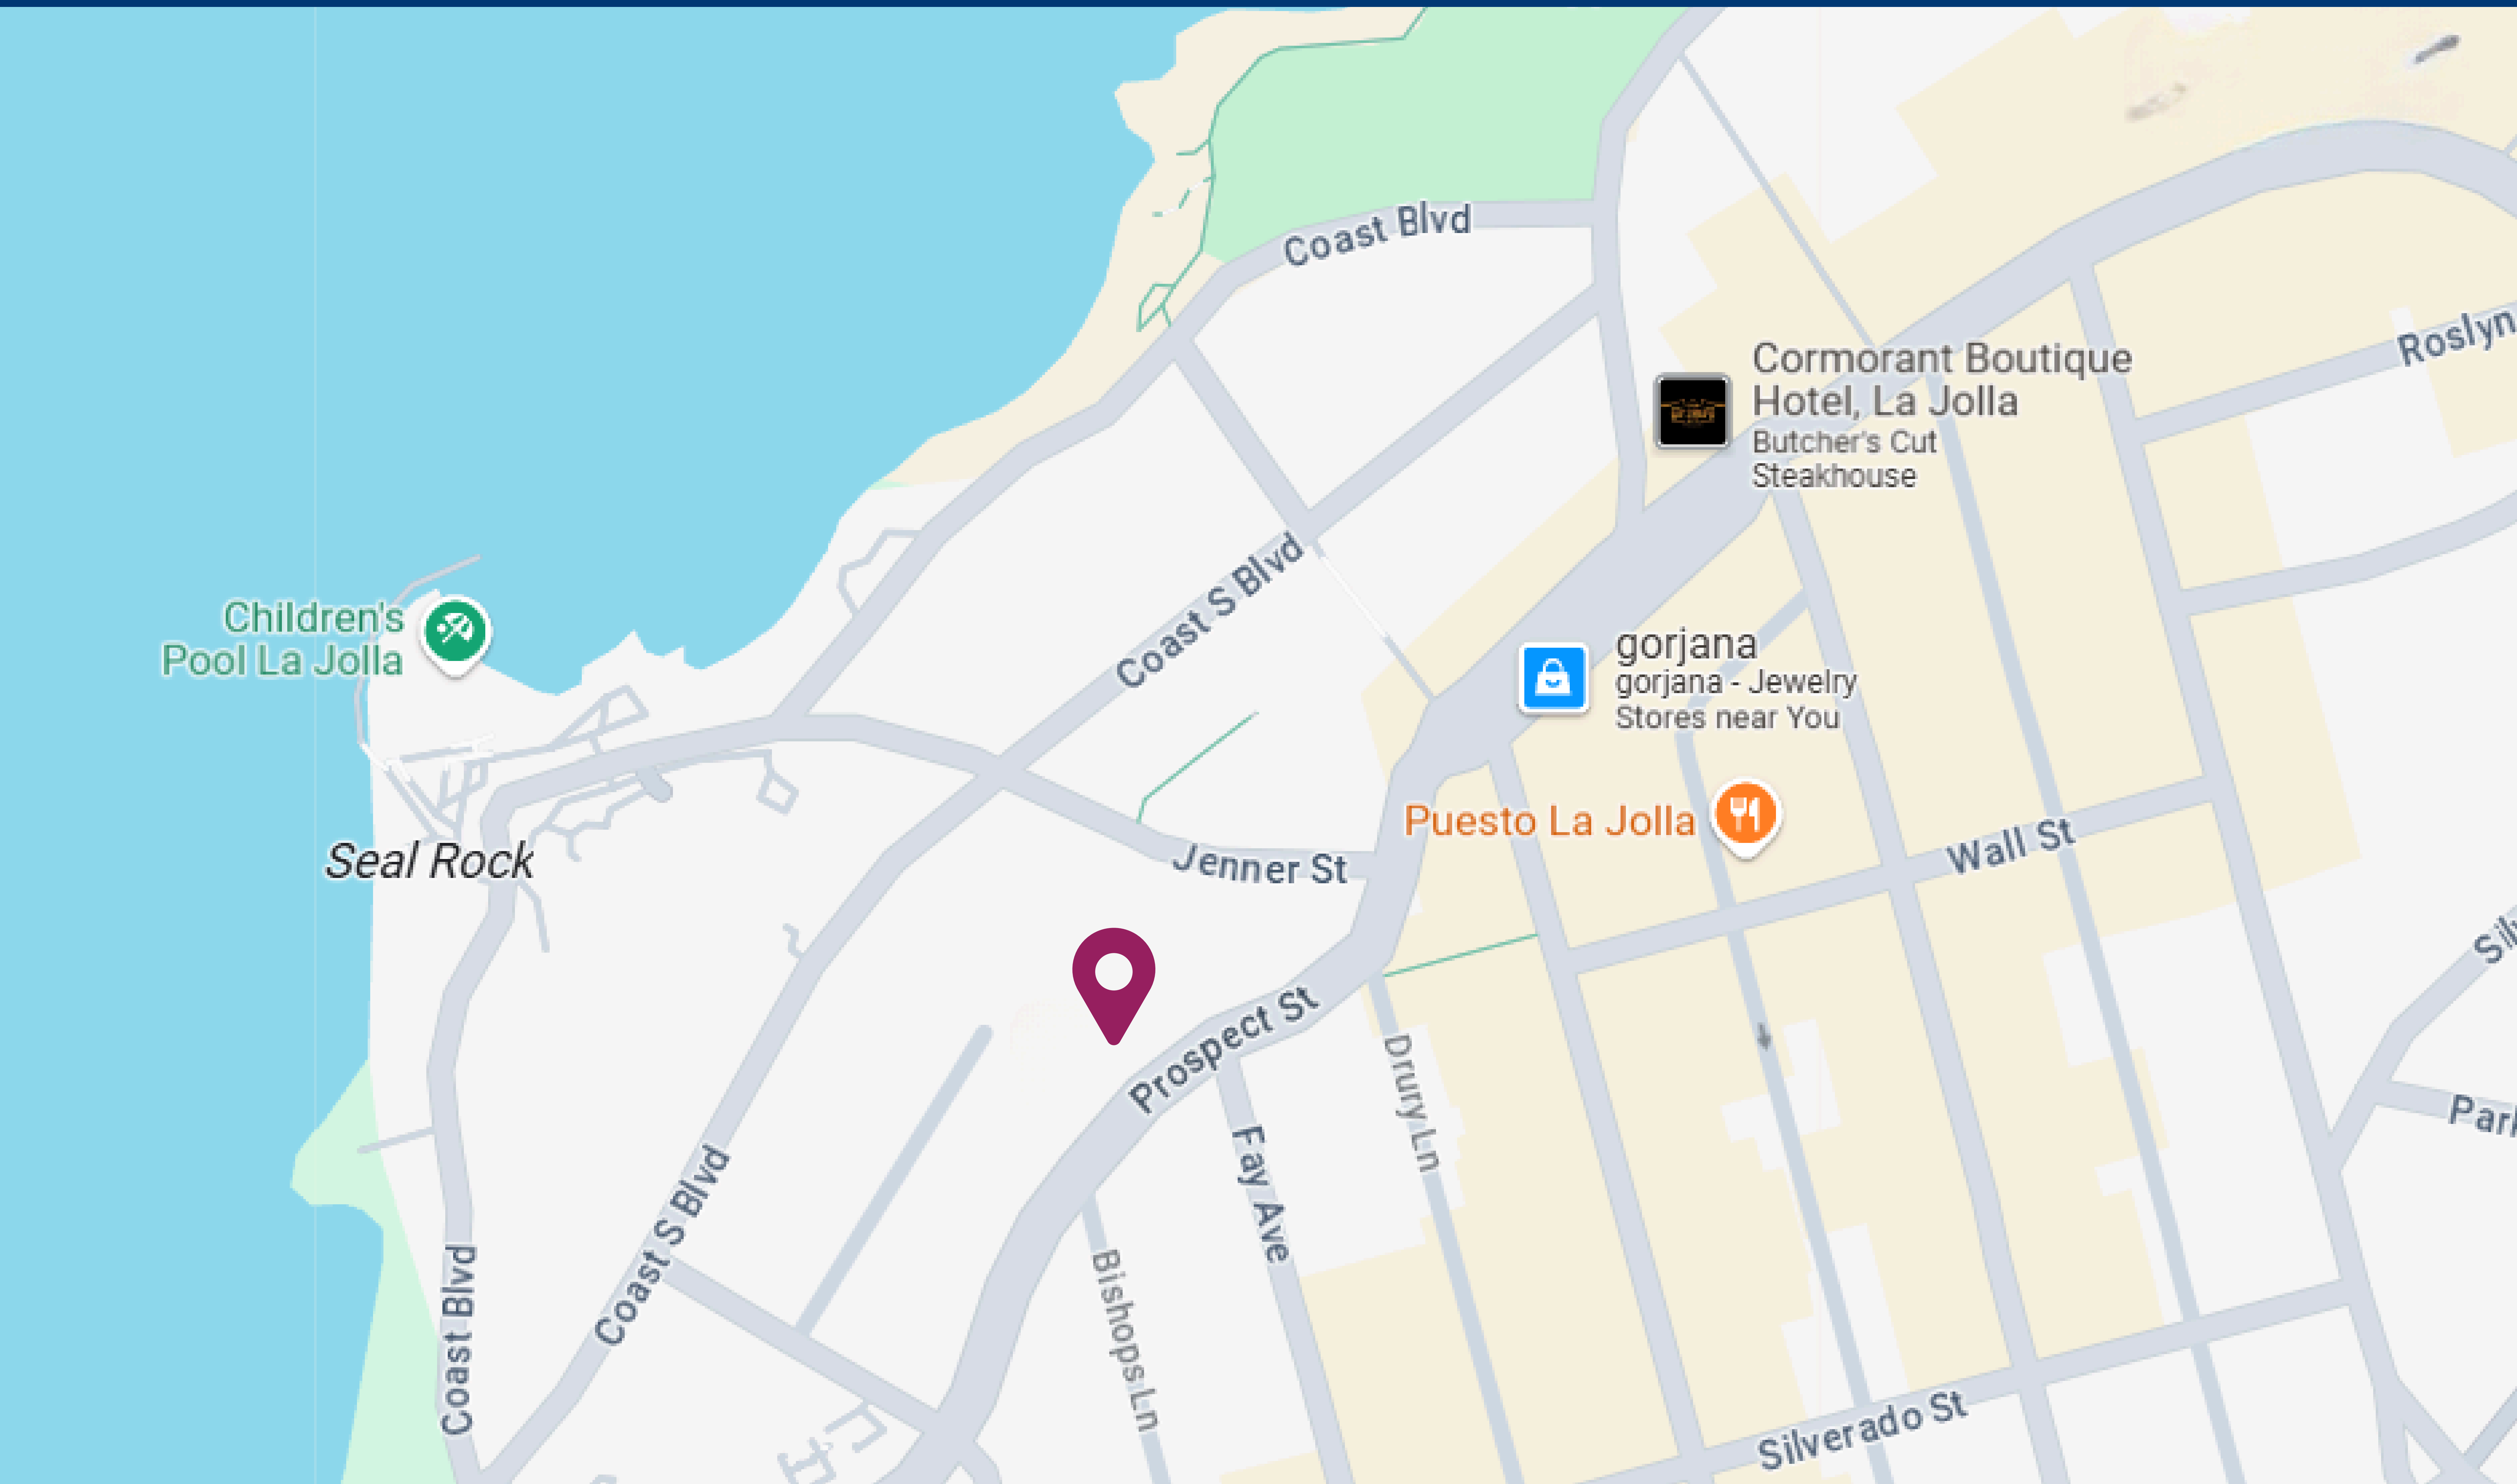 Coast Blvd
Roslyn
Cormorant Boutique
Hotel, La Jolla
Butcher's Cut
Steakhouse
Children's
Pool La Jolla
Coast S Blvd
gorjana
gorjana - Jewelry
Stores near You
Puesto La Jolla
Wall St
Seal Rock
Jenner St
Prospect St
Drury Ln
Fay Ave
Coast S Blvd
Coast Blvd
Bishops Ln
Silverado St